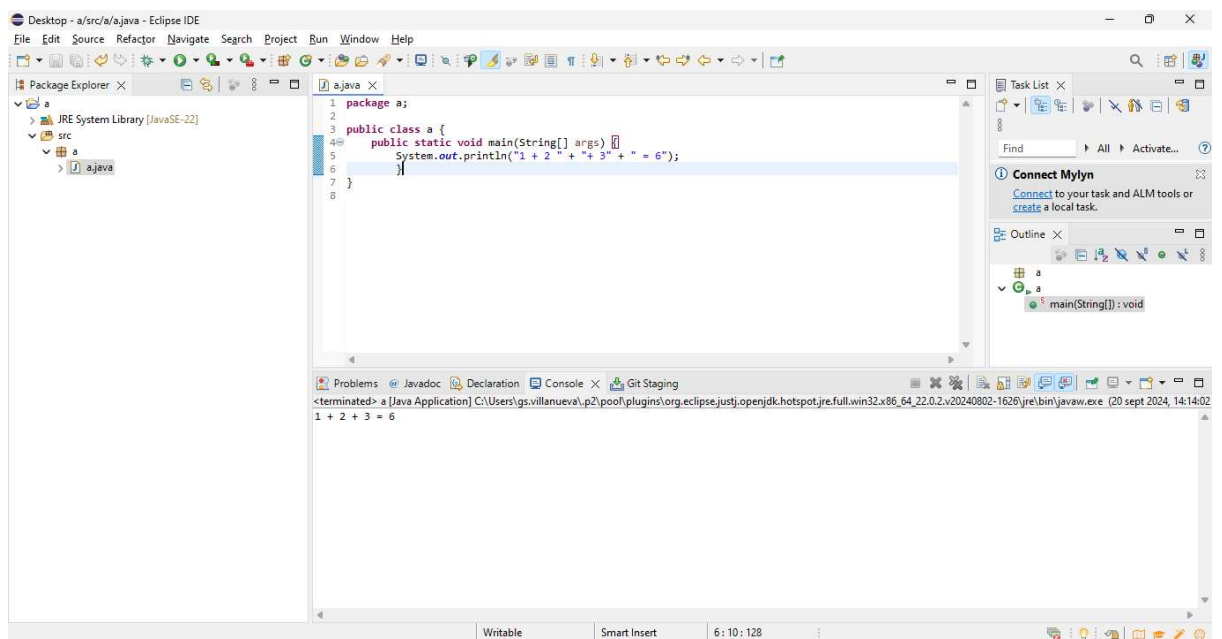 Desktop - a/src/a/a.java - Eclipse IDE
File Edit Source Refactor Navigate Search Project Run Window Help
Package Explorer
a
JRE System Library [JavaSE-22]
src
a
a.java
a.java
1 package a;
2
3 public class a {
4 public static void main(String[] args) {
5 System.out.println("1 + 2 " + "+ 3" + " = 6");
6 }
7 }
8
Task List
Find All Activate...
Connect Mylyn
Connect to your task and ALM tools or
create a local task.
Outline
a
a
main(String[]) : void
Problems Javadoc Declaration Console Git Staging
<terminated> a [Java Application] C:\Users\gs.villanueva\.p2\pool\plugins\org.eclipse.justj.openjdk.hotspot.jre.full.win32.x86_64_22.0.2.v20240802-1626\jre\bin\javaw.exe (20 sept 2024, 14:14:02
1 + 2 + 3 = 6
Writable Smart Insert 6 : 10 : 128